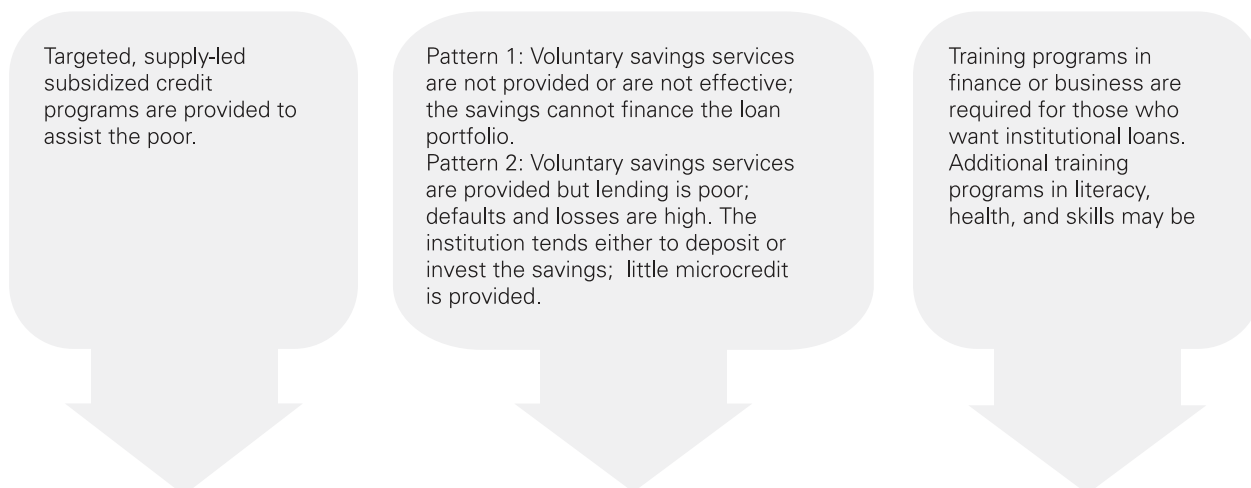 Targeted, supply-led
subsidized credit
programs are provided to
assist the poor.
Pattern 1: Voluntary savings services
are not provided or are not effective;
the savings cannot finance the loan
portfolio.
Pattern 2: Voluntary savings services
are provided but lending is poor;
defaults and losses are high. The
institution tends either to deposit or
invest the savings; little microcredit
is provided.
Training programs in
finance or business are
required for those who
want institutional loans.
Additional training
programs in literacy,
health, and skills may be